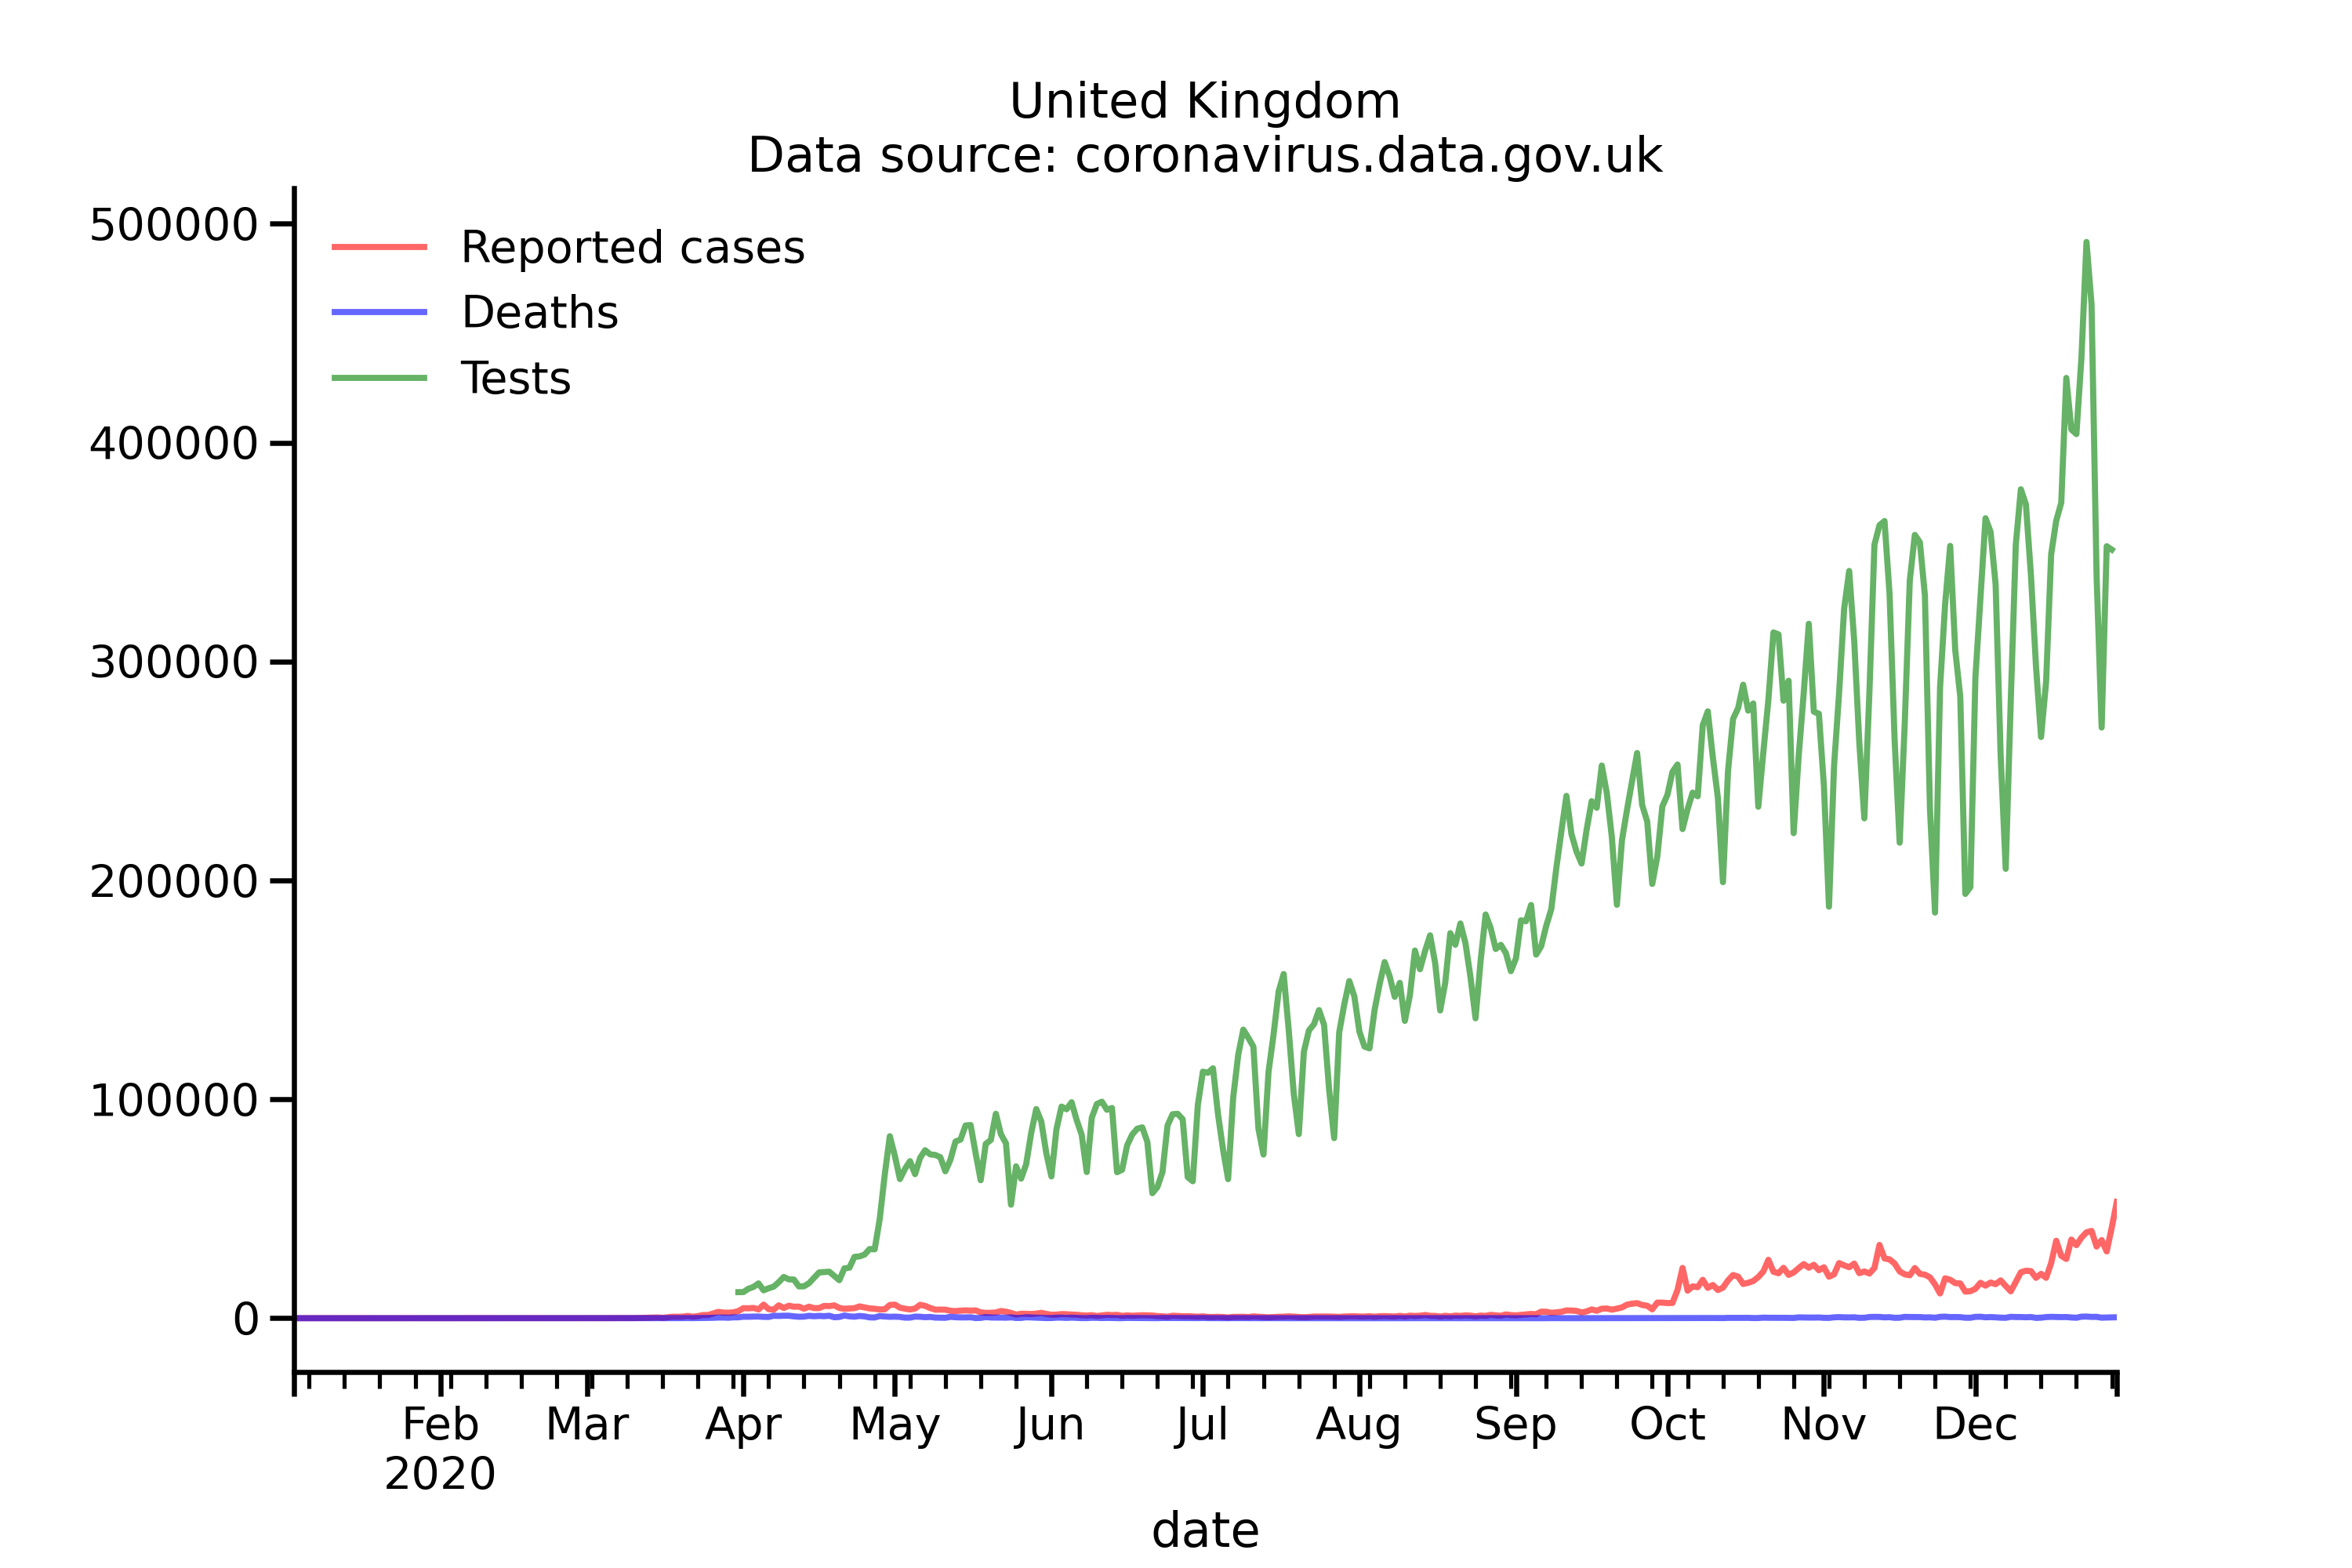 United Kingdom
Data source: coronavirus.data.gov.uk
500000
400000
300000
200000
100000
0
Reported cases
Deaths
Tests
Feb Mar Apr May Jun Jul Aug Sep Oct Nov Dec
2020
date